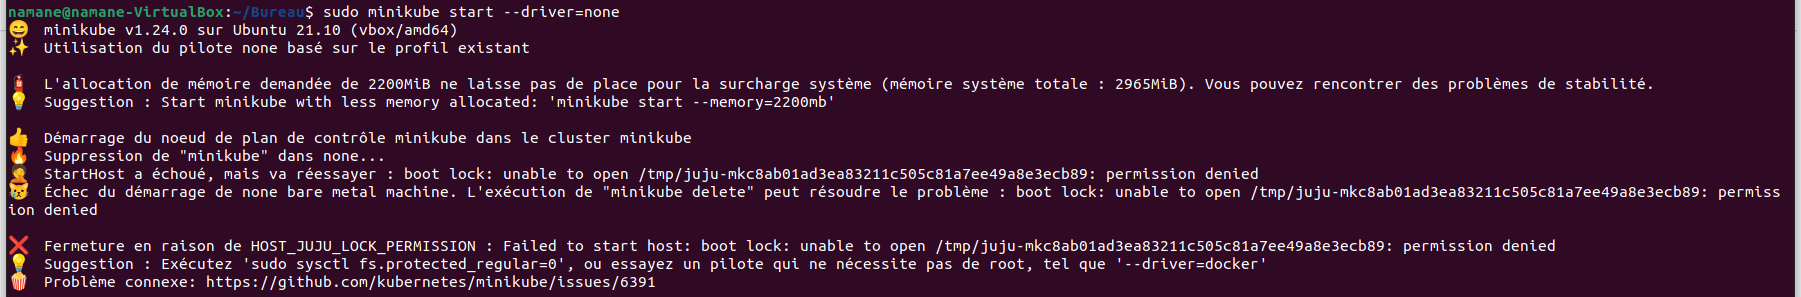 namane@namane-VirtualBox:~/Bureau$ sudo minikube start --driver=none
minikube v1.24.0 sur Ubuntu 21.10 (vbox/amd64)
Utilisation du pilote none basé sur le profil existant
L'allocation de mémoire demandée de 2200MiB ne laisse pas de place pour la surcharge système (mémoire système totale : 2965MiB). Vous pouvez rencontrer des problèmes de stabilité.
Suggestion : Start minikube with less memory allocated: 'minikube start --memory=2200mb'
Démarrage du noeud de plan de contrôle minikube dans le cluster minikube
Suppression de "minikube" dans none...
StartHost a échoué, mais va réessayer : boot lock: unable to open /tmp/juju-mkc8ab01ad3ea83211c505c81a7ee49a8e3ecb89: permission denied
Échec du démarrage de none bare metal machine. L'exécution de "minikube delete" peut résoudre le problème : boot lock: unable to open /tmp/juju-mkc8ab01ad3ea83211c505c81a7ee49a8e3ecb89: permiss
ion denied
Fermeture en raison de HOST_JUJU_LOCK_PERMISSION : Failed to start host: boot lock: unable to open /tmp/juju-mkc8ab01ad3ea83211c505c81a7ee49a8e3ecb89: permission denied
Suggestion : Exécutez 'sudo sysctl fs.protected_regular=0', ou essayez un pilote qui ne nécessite pas de root, tel que '--driver=docker'
Problème connexe: https://github.com/kubernetes/minikube/issues/6391